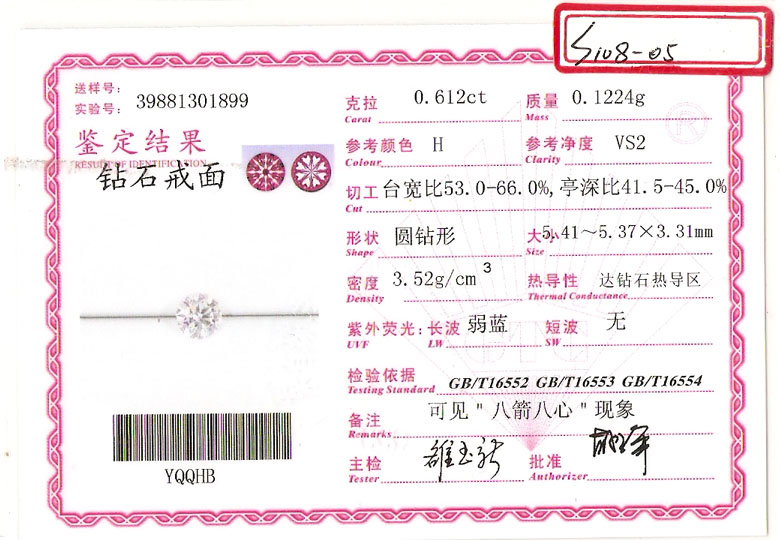 S108-05
送样号：
实验号：39881301899
鉴定结果
RESULT OF IDENTIFICATION
钻石戒面
YQQHB
克拉 0.612ct 质量 0.1224g
Carat Mass
参考颜色 H 参考净度 VS2
Colour Clarity
切工 台宽比53.0-66.0%,亭深比41.5-45.0%
Cut
形状 圆钻形 大小 5.41～5.37×3.31mm
Shape Size
密度 3.52g/cm³ 热导性 达钻石热导区
Density Thermal Conductance
紫外荧光：长波 弱蓝 短波 无
UVF LW SW
检验依据 GB/T16552 GB/T16553 GB/T16554
Testing Standard
备注 可见"八箭八心"现象
Remarks
主检 批准
Tester Authorizer